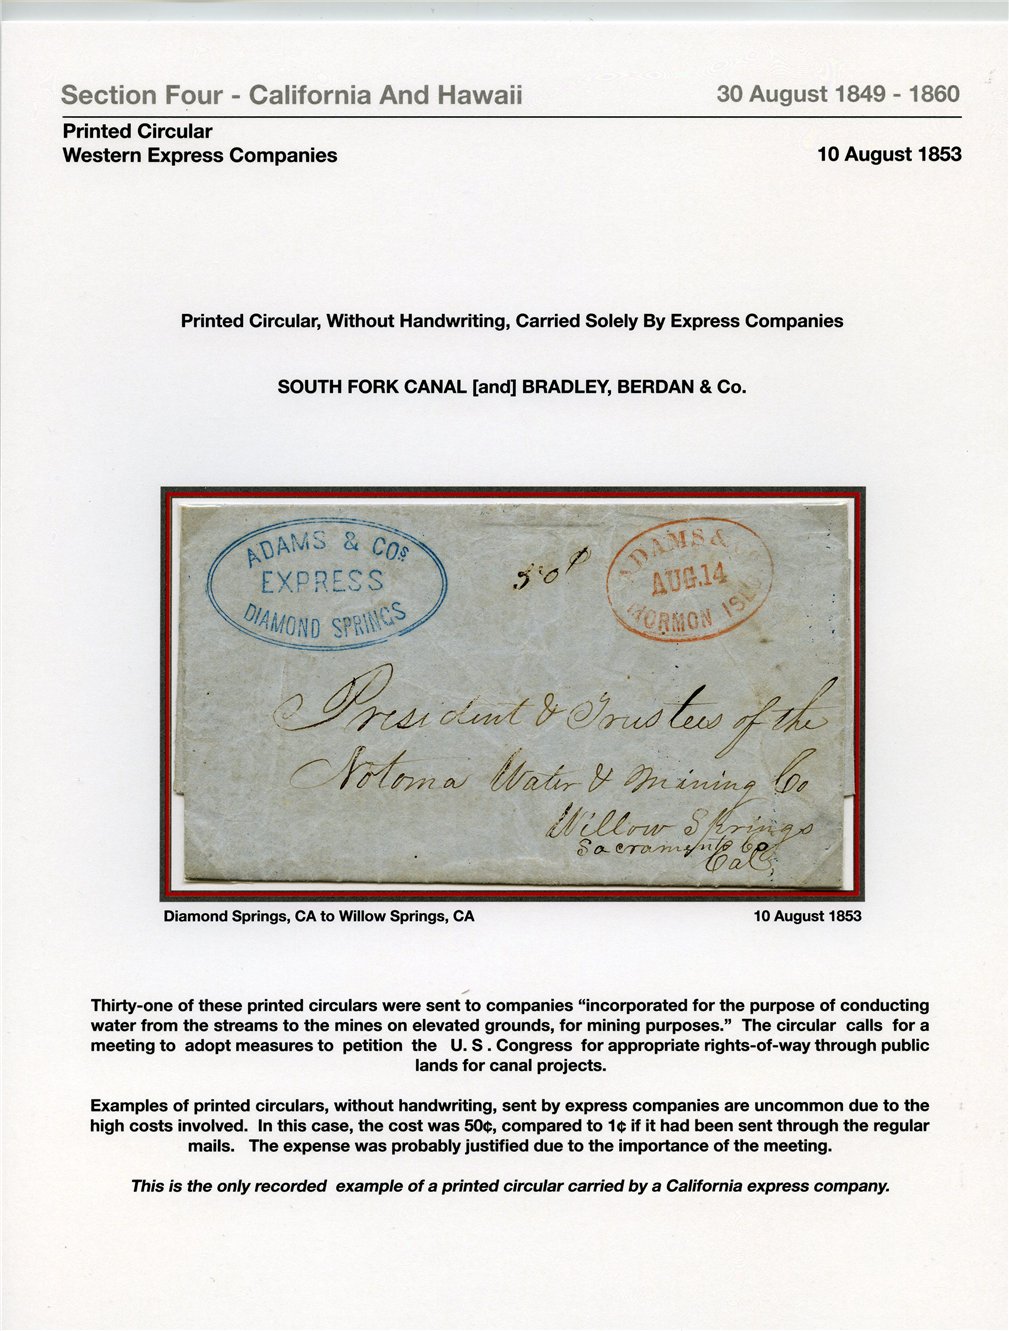 Section Four - California And Hawaii
30 August 1849 - 1860
Printed Circular
Western Express Companies
10 August 1853
Printed Circular, Without Handwriting, Carried Solely By Express Companies
SOUTH FORK CANAL [and] BRADLEY, BERDAN & Co.
ADAMS & COS
EXPRESS
DIAMOND SPRINGS
50
ADAMS & Co
AUG.14
MORMON ISLD
President & Trustees of the
Notoma Water & Mining Co
Willow Springs
Sacramento Co
Cal,
Diamond Springs, CA to Willow Springs, CA
10 August 1853
Thirty-one of these printed circulars were sent to companies “incorporated for the purpose of conducting
water from the streams to the mines on elevated grounds, for mining purposes.” The circular calls for a
meeting to adopt measures to petition the U. S . Congress for appropriate rights-of-way through public
lands for canal projects.
Examples of printed circulars, without handwriting, sent by express companies are uncommon due to the
high costs involved. In this case, the cost was 50¢, compared to 1¢ if it had been sent through the regular
mails. The expense was probably justified due to the importance of the meeting.
This is the only recorded example of a printed circular carried by a California express company.